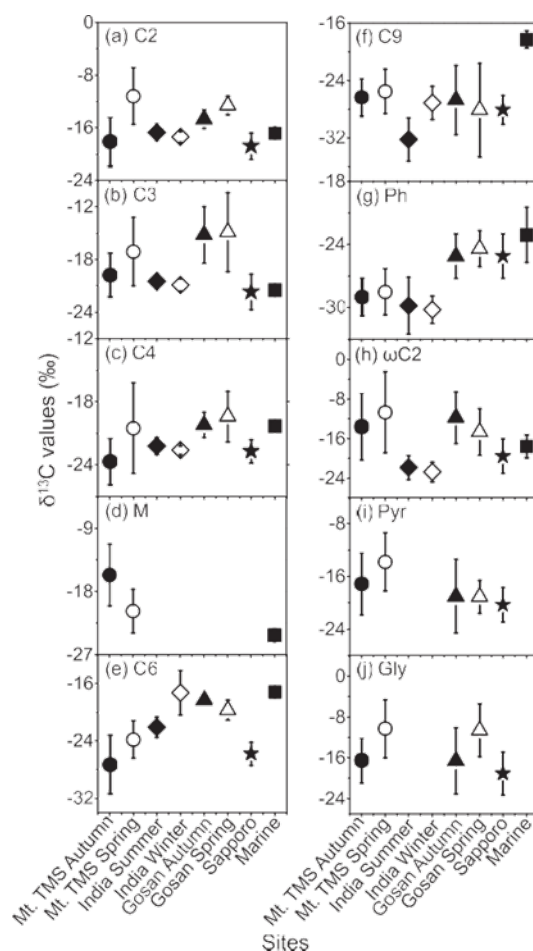 0
(a) C2
-8
-16
-24
(b) C3
-12
-18
-24
-12
(c) C4
-18
-24
(d) M
-9
-18
-27
(e) C6
-16
-24
-32
-16
(f) C9
-24
-32
-18
(g) Ph
-24
-30
0
(h) ωC2
-8
-16
-24
(i) Pyr
-8
-16
-24
0
(j) Gly
-8
-16
-24
δ13C values (‰)
Mt. TMS Autumn
Mt. TMS Spring
India Summer
India Winter
Gosan Autumn
Gosan Spring
Sapporo
Marine
Mt. TMS Autumn
Mt. TMS Spring
India Summer
India Winter
Gosan Autumn
Gosan Spring
Sapporo
Marine
Sites